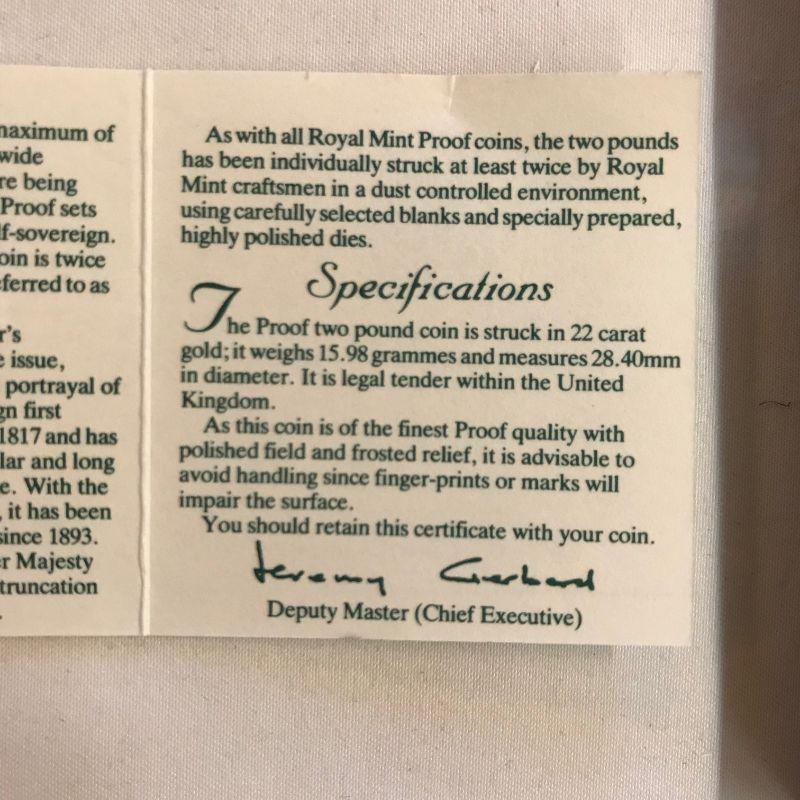 maximum of
wide
re being
Proof sets
lf-sovereign.
oin is twice
ferred to as
r's
e issue,
portrayal of
gn first
1817 and has
lar and long
e. With the
, it has been
since 1893.
r Majesty
truncation
.
As with all Royal Mint Proof coins, the two pounds
has been individually struck at least twice by Royal
Mint craftsmen in a dust controlled environment,
using carefully selected blanks and specially prepared,
highly polished dies.
Specifications
The Proof two pound coin is struck in 22 carat
gold; it weighs 15.98 grammes and measures 28.40mm
in diameter. It is legal tender within the United
Kingdom.
As this coin is of the finest Proof quality with
polished field and frosted relief, it is advisable to
avoid handling since finger-prints or marks will
impair the surface.
You should retain this certificate with your coin.
Jeremy Gerhard
Deputy Master (Chief Executive)